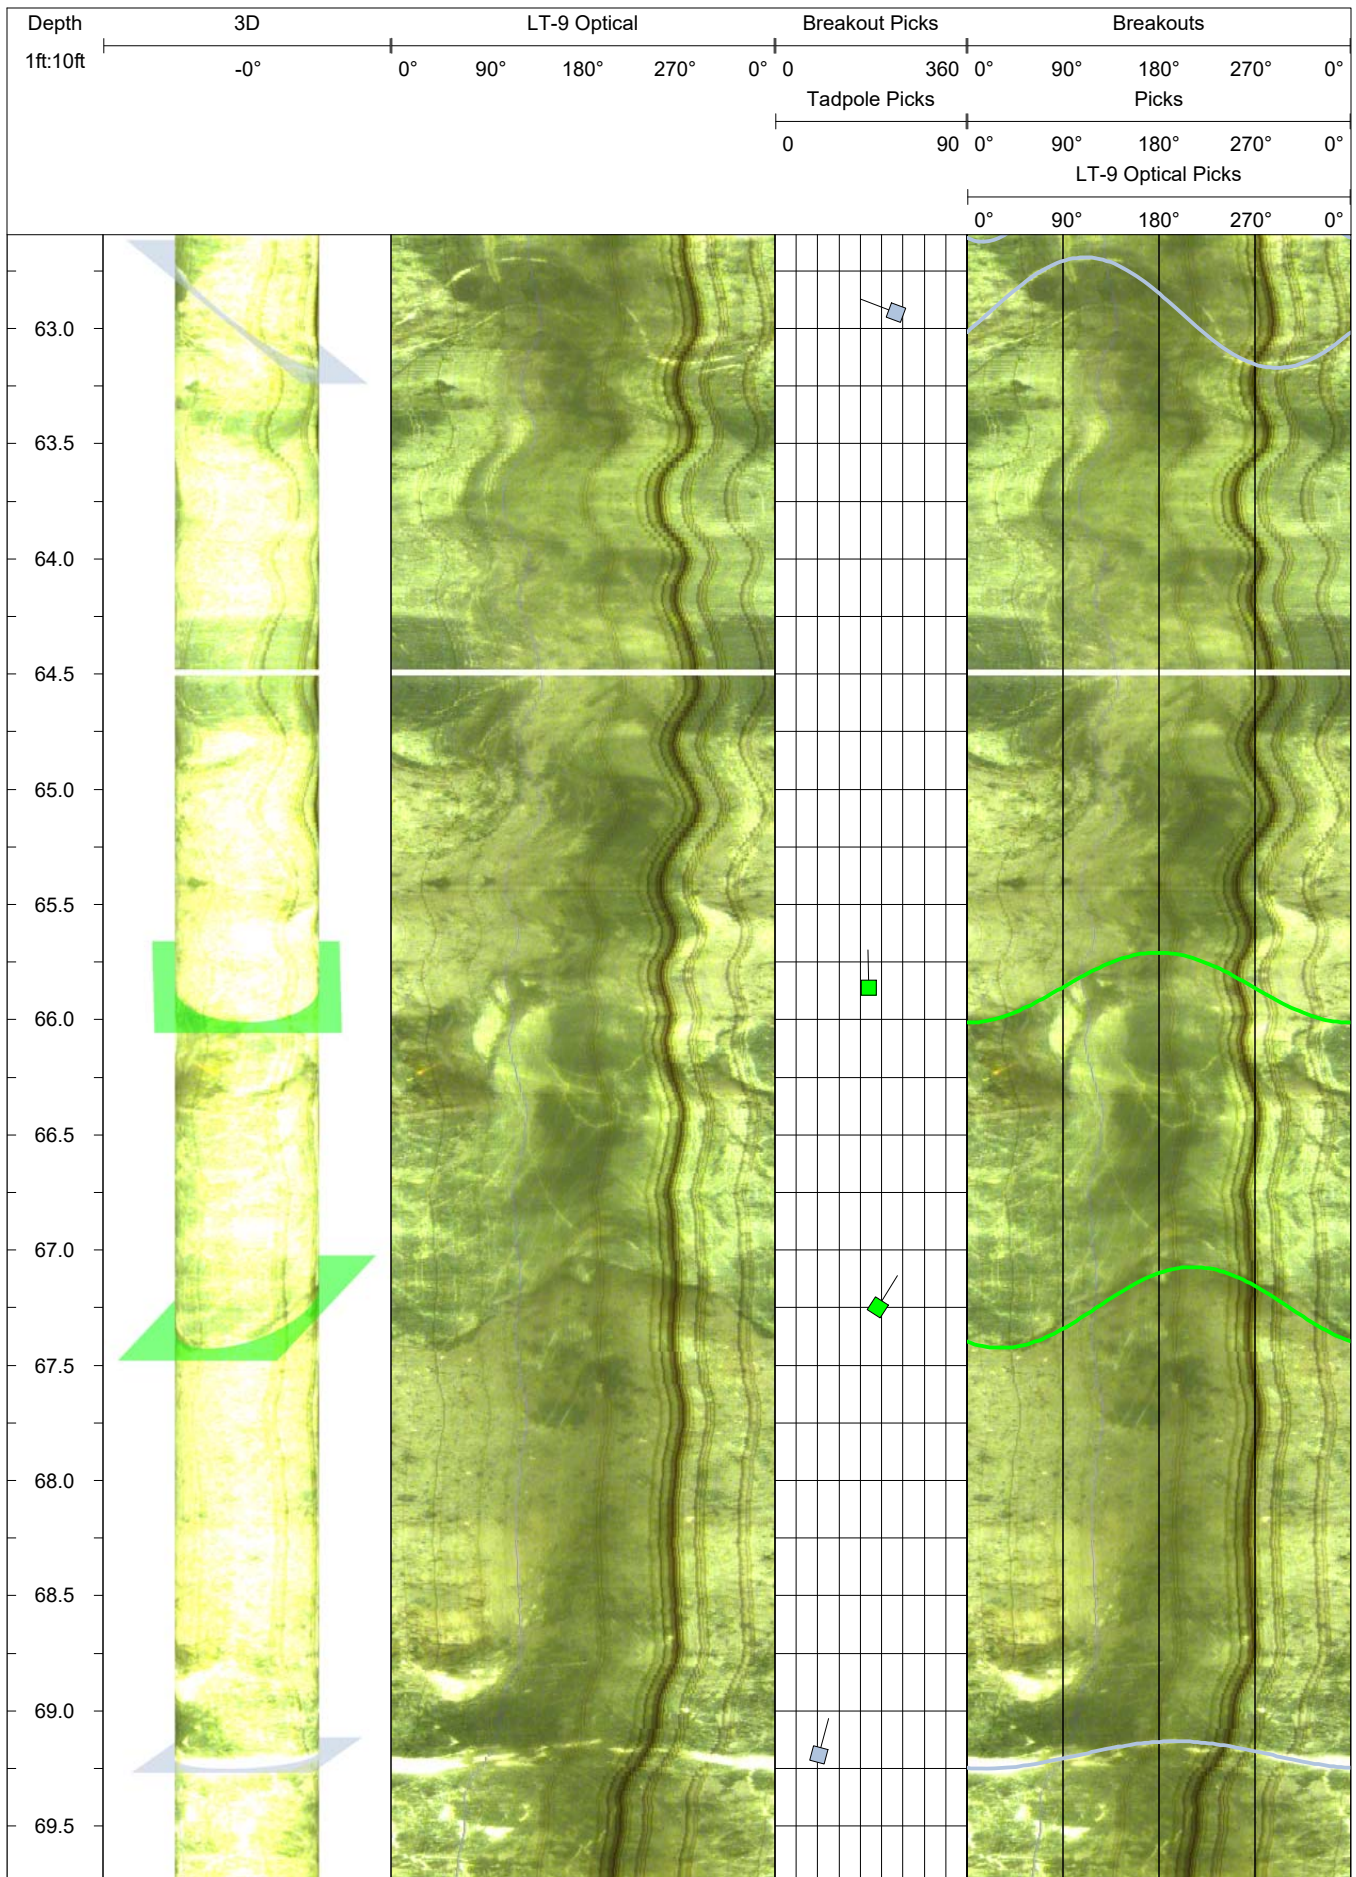 Depth 3D LT-9 Optical Breakout Picks Breakouts
1ft:10ft -0° 0° 90° 180° 270° 0° 0 360 0° 90° 180° 270° 0°
Tadpole Picks Picks
0 90 0° 90° 180° 270° 0°
LT-9 Optical Picks
0° 90° 180° 270° 0°
63.0
63.5
64.0
64.5
65.0
65.5
66.0
66.5
67.0
67.5
68.0
68.5
69.0
69.5